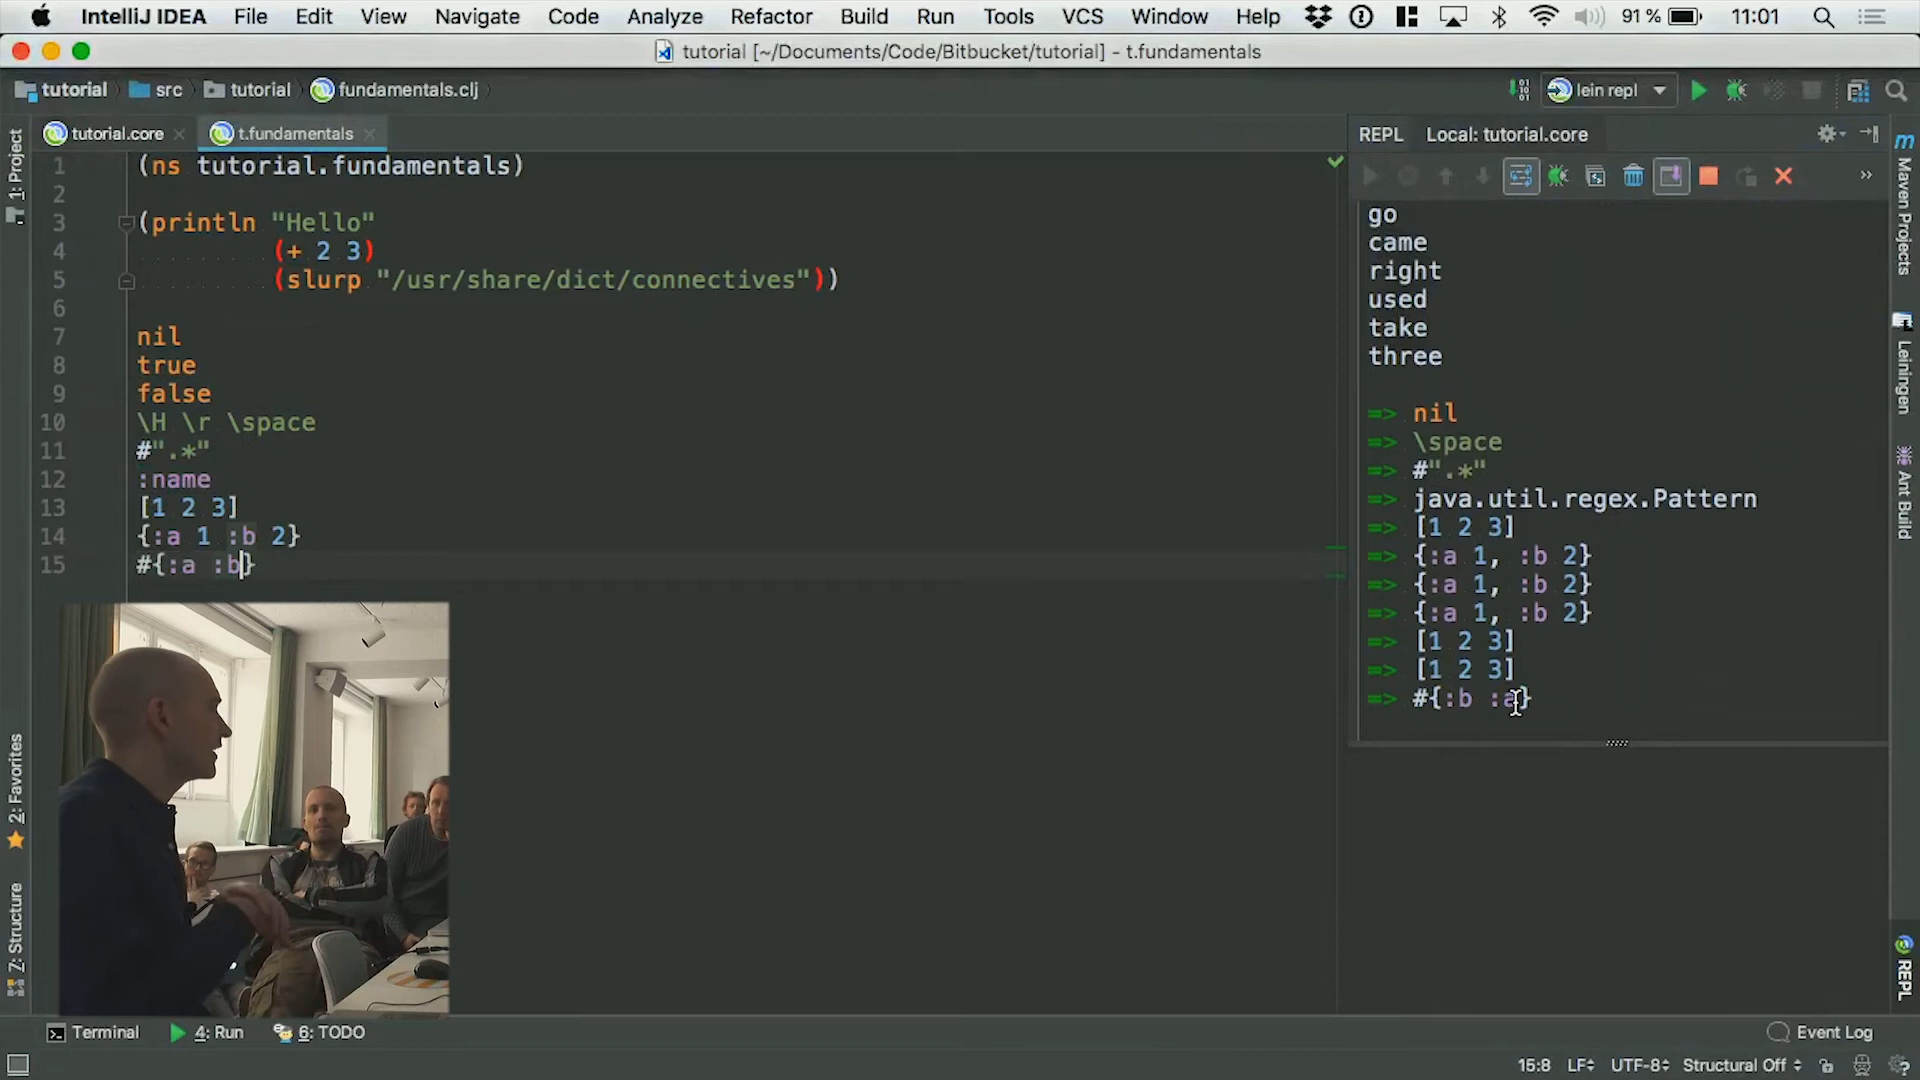 IntelliJ IDEA File Edit View Navigate Code Analyze Refactor Build Run Tools VCS Window Help 91 % 11:01
tutorial [~/Documents/Code/Bitbucket/tutorial] - t.fundamentals
tutorial src tutorial fundamentals.clj lein repl
tutorial.core t.fundamentals
1 (ns tutorial.fundamentals)
2
3 (println "Hello"
4 (+ 2 3)
5 (slurp "/usr/share/dict/connectives"))
6
7 nil
8 true
9 false
10 \H \r \space
11 #".*"
12 :name
13 [1 2 3]
14 {:a 1 :b 2}
15 #{:a :b}
REPL Local: tutorial.core
go
came
right
used
take
three
=> nil
=> \space
=> #".*"
=> java.util.regex.Pattern
=> [1 2 3]
=> {:a 1, :b 2}
=> {:a 1, :b 2}
=> {:a 1, :b 2}
=> [1 2 3]
=> [1 2 3]
=> #{:b :a}
1: Project
2: Favorites
Z: Structure
Maven Projects
Leiningen
Ant Build
REPL
Terminal 4: Run 6: TODO Event Log
15:8 LF UTF-8 Structural Off